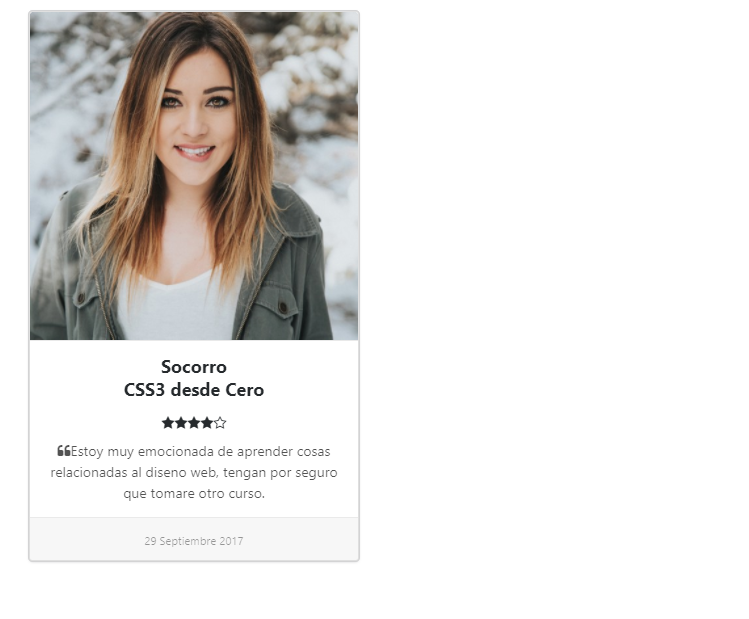 Socorro
CSS3 desde Cero
❝Estoy muy emocionada de aprender cosas
relacionadas al diseno web, tengan por seguro
que tomare otro curso.
29 Septiembre 2017